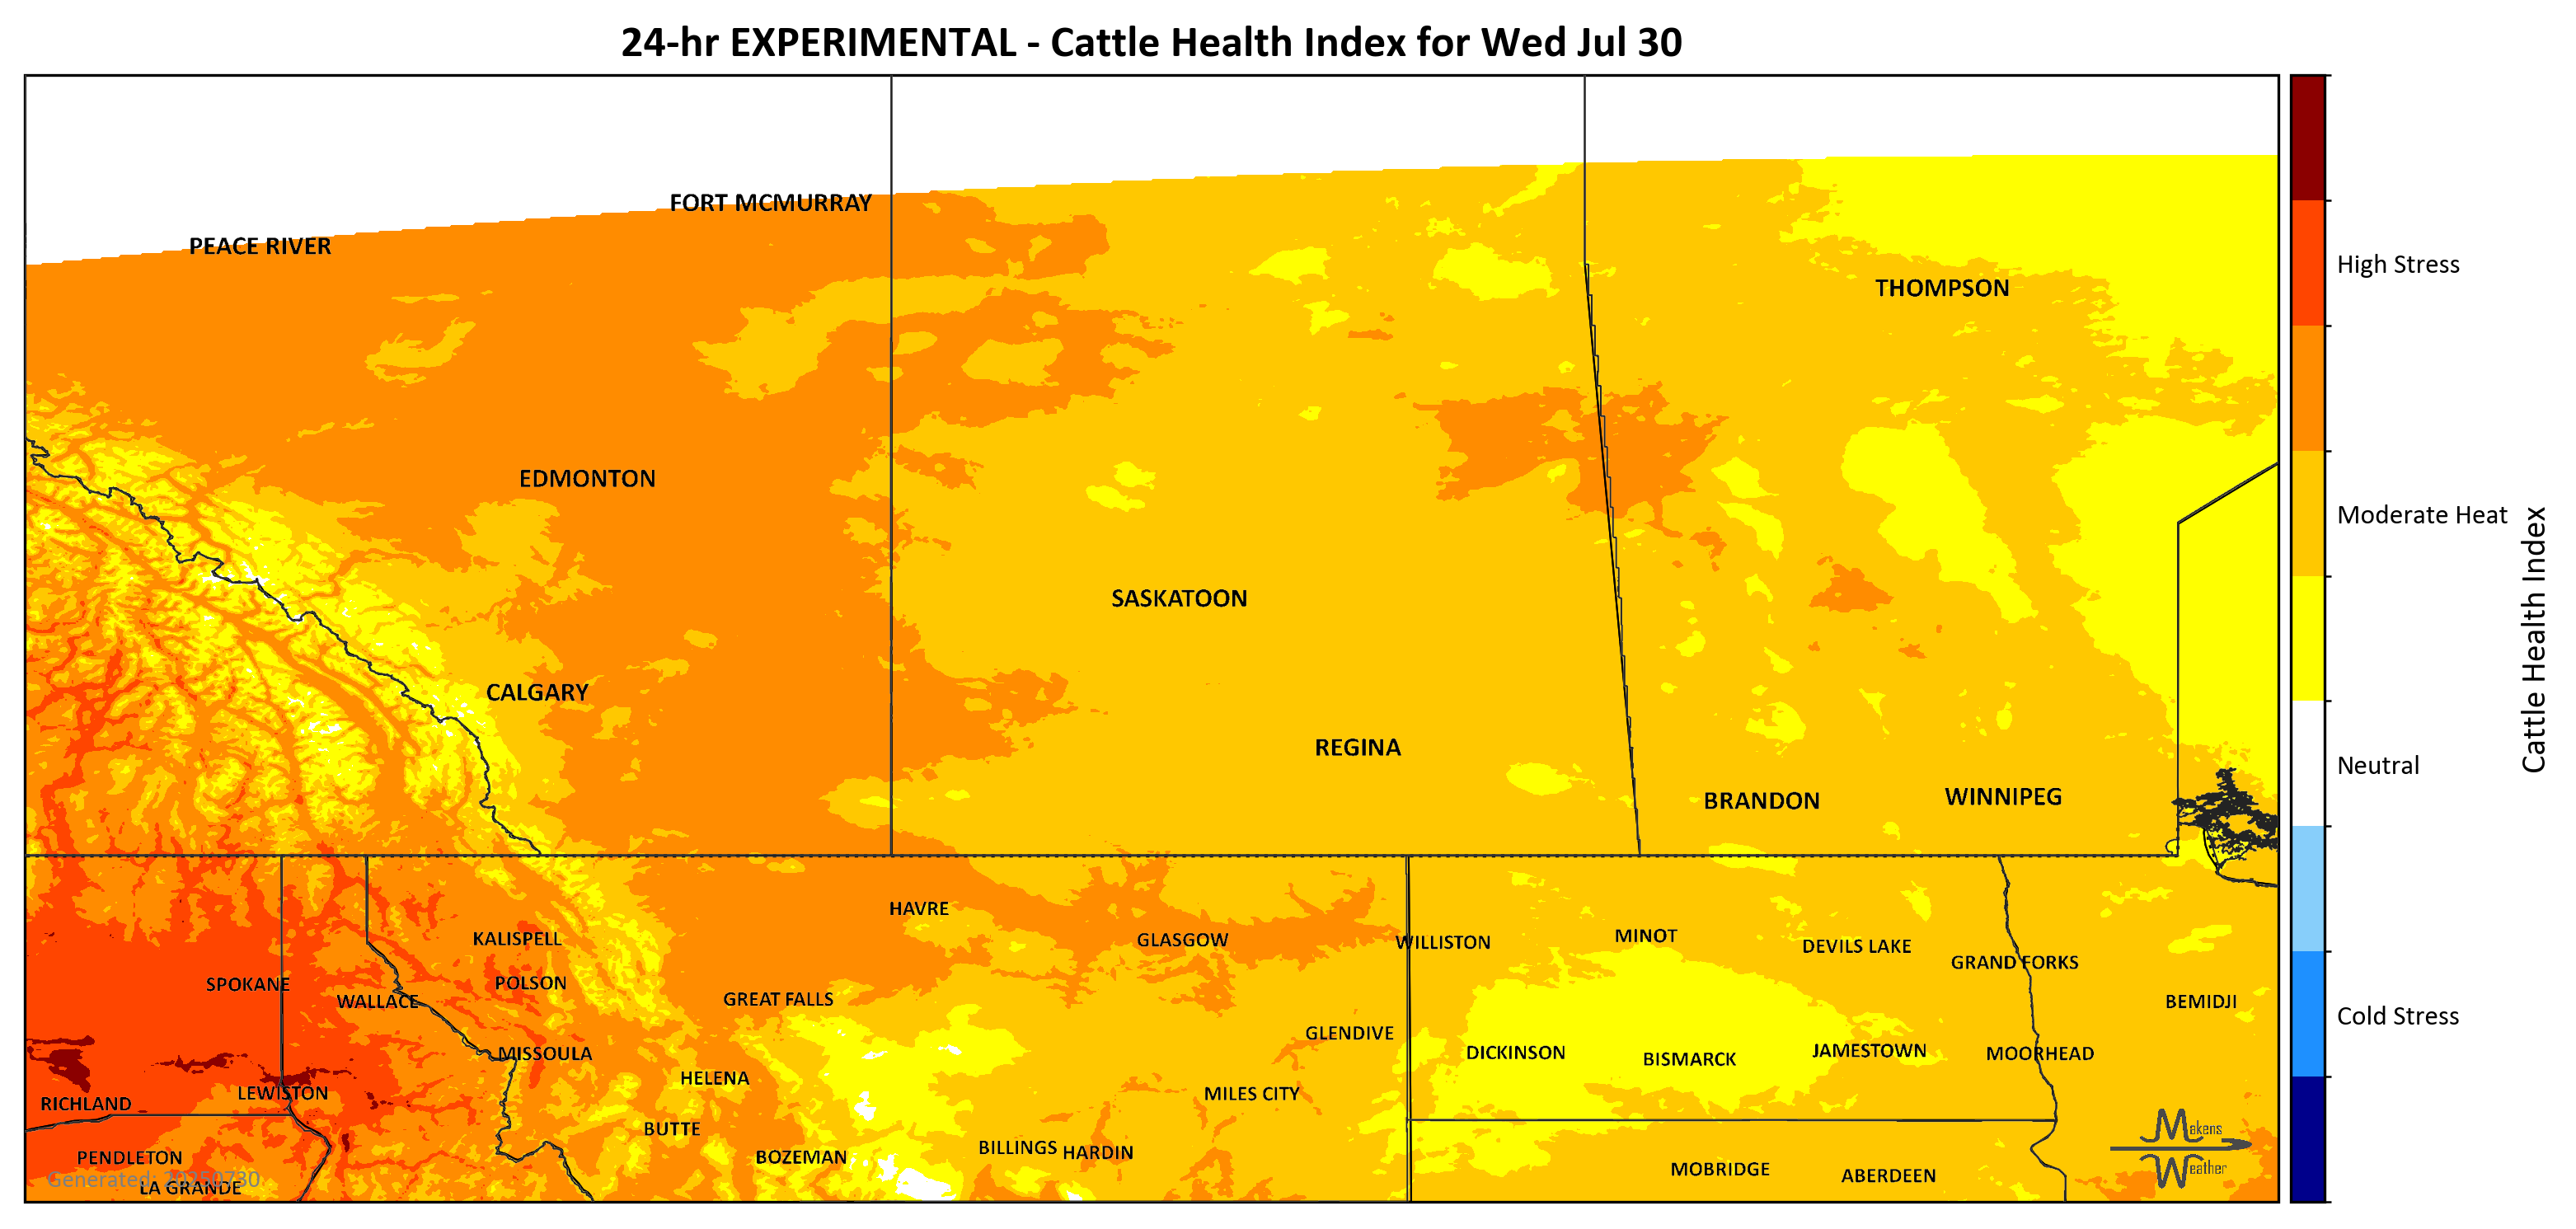 24-hr EXPERIMENTAL - Cattle Health Index for Wed Jul 30
FORT MCMURRAY
PEACE RIVER
THOMPSON
EDMONTON
SASKATOON
CALGARY
REGINA
BRANDON
WINNIPEG
HAVRE
KALISPELL
GLASGOW
WILLISTON
MINOT
DEVILS LAKE
GRAND FORKS
SPOKANE
POLSON
WALLACE
GREAT FALLS
BEMIDJI
GLENDIVE
MISSOULA
DICKINSON
BISMARCK
JAMESTOWN
MOORHEAD
HELENA
LEWISTON
MILES CITY
RICHLAND
BUTTE
BILLINGS
HARDIN
PENDLETON
BOZEMAN
MOBRIDGE
ABERDEEN
Generated: 20250730
LA GRANDE
Makens
Weather
High Stress
Moderate Heat
Neutral
Cold Stress
Cattle Health Index